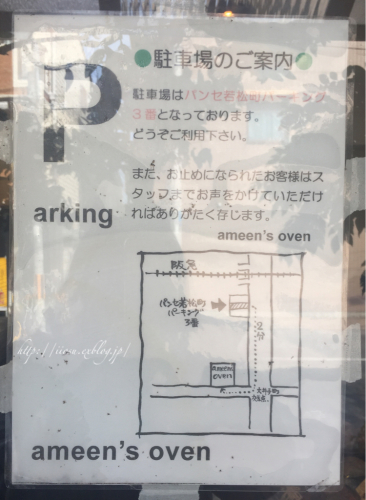 ●駐車場のご案内●
駐車場はパンセ若松町パーキング
3番となっております。
どうぞご利用下さい。
また、お止めになられたお客様はス
タッフまでお声をかけていただけ
ればありがたく存じます。
ameen's oven
Parking
阪急
パンセ若松町
パーキング
3番
2分
ameen
oven
ameen's oven